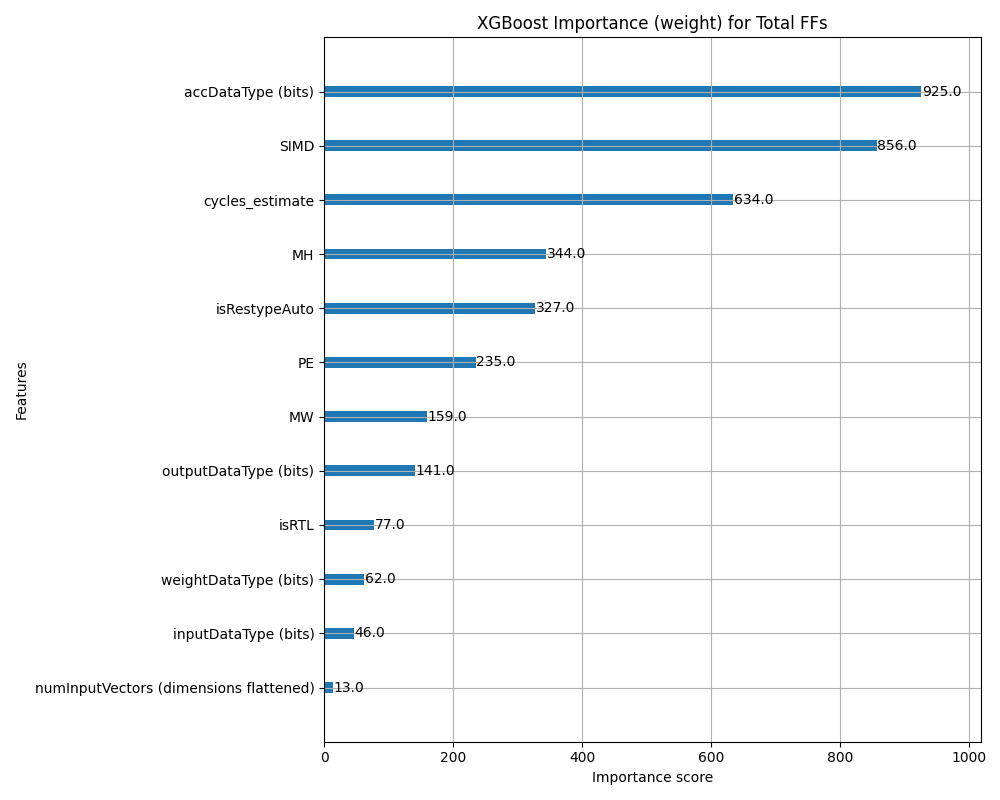 XGBoost Importance (weight) for Total FFs
Features
accDataType (bits)
925.0
SIMD
856.0
cycles_estimate
634.0
MH
344.0
isRestypeAuto
327.0
PE
235.0
MW
159.0
outputDataType (bits)
141.0
isRTL
77.0
weightDataType (bits)
62.0
inputDataType (bits)
46.0
numInputVectors (dimensions flattened)
13.0
0 200 400 600 800 1000
Importance score